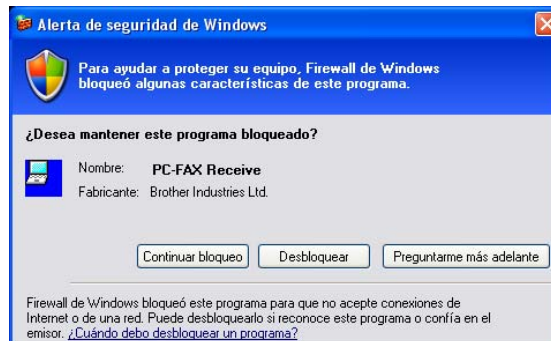 Alerta de seguridad de Windows
Para ayudar a proteger su equipo, Firewall de Windows
bloqueó algunas características de este programa.
¿Desea mantener este programa bloqueado?
Nombre: PC-FAX Receive
Fabricante: Brother Industries Ltd.
Continuar bloqueo Desbloquear Preguntarme más adelante
Firewall de Windows bloqueó este programa para que no acepte conexiones de
Internet o de una red. Puede desbloquearlo si reconoce este programa o confía en el
emisor. ¿Cuándo debo desbloquear un programa?